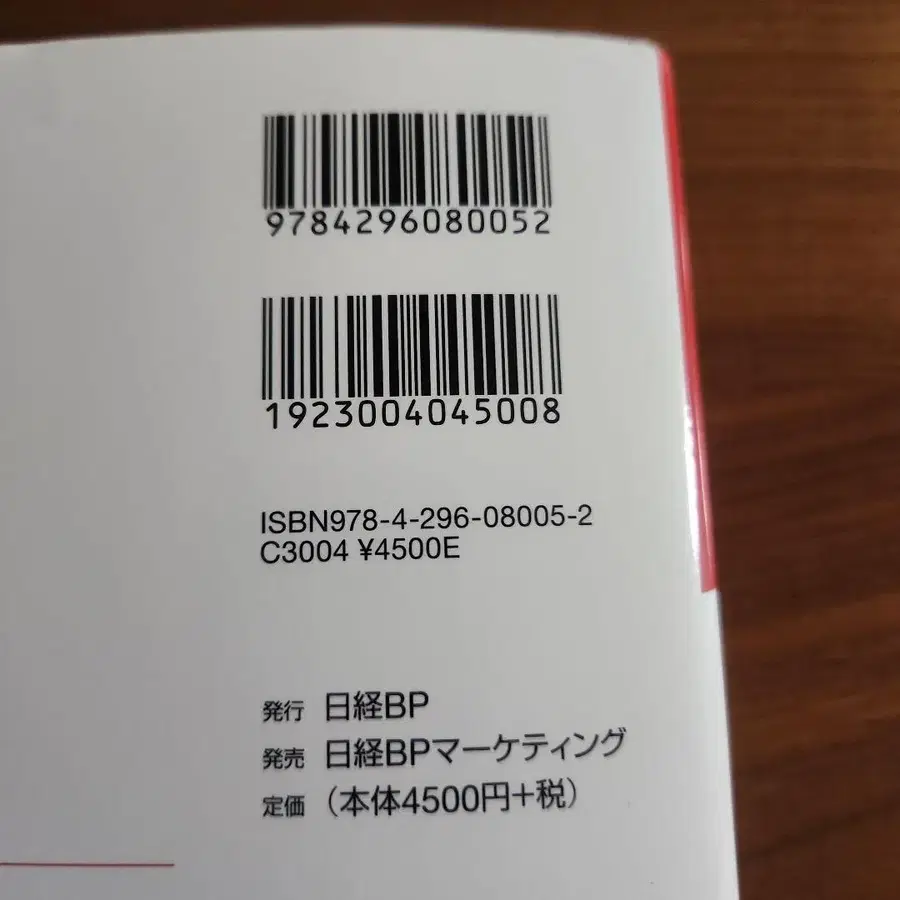 9784296080052
1923004045008
ISBN978-4-296-08005-2
C3004 ¥4500E
発行 日経BP
発売 日経BPマーケティング
定価 （本体4500円+税）